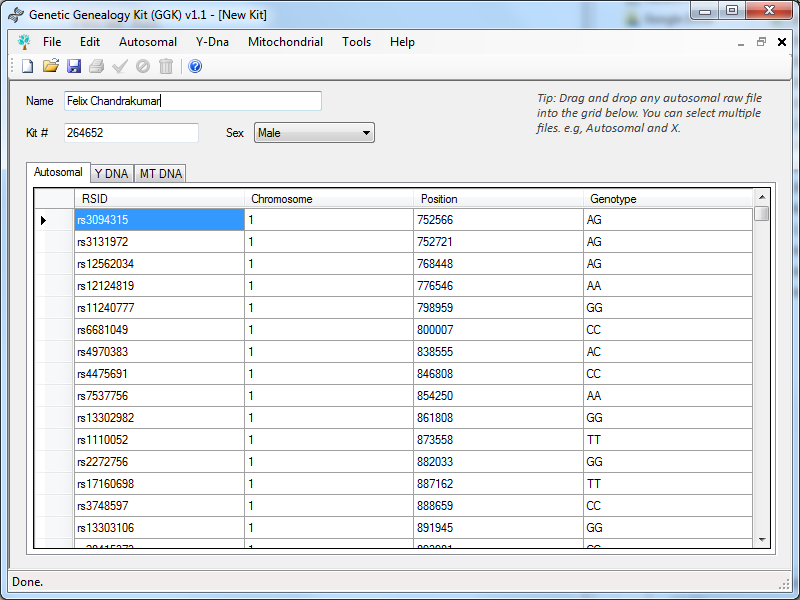 Genetic Genealogy Kit (GGK) v1.1 - [New Kit]
File Edit Autosomal Y-Dna Mitochondrial Tools Help
Name Felix Chandrakumar
Tip: Drag and drop any autosomal raw file
into the grid below. You can select multiple
files. e.g, Autosomal and X.
Kit # 264652 Sex Male
Autosomal Y DNA MT DNA
RSID Chromosome Position Genotype
rs3094315 1 752566 AG
rs3131972 1 752721 AG
rs12562034 1 768448 AG
rs12124819 1 776546 AA
rs11240777 1 798959 GG
rs6681049 1 800007 CC
rs4970383 1 838555 AC
rs4475691 1 846808 CC
rs7537756 1 854250 AA
rs13302982 1 861808 GG
rs1110052 1 873558 TT
rs2272756 1 882033 GG
rs17160698 1 887162 TT
rs3748597 1 888659 CC
rs13303106 1 891945 GG
Done.